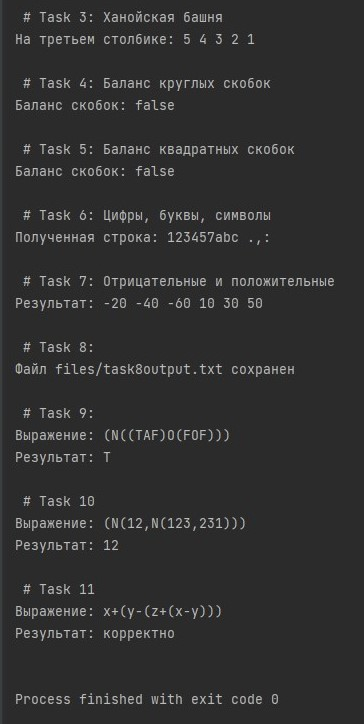 # Task 3: Ханойская башня
На третьем столбике: 5 4 3 2 1
# Task 4: Баланс круглых скобок
Баланс скобок: false
# Task 5: Баланс квадратных скобок
Баланс скобок: false
# Task 6: Цифры, буквы, символы
Полученная строка: 123457abc .,:
# Task 7: Отрицательные и положительные
Результат: -20 -40 -60 10 30 50
# Task 8:
Файл files/task8output.txt сохранен
# Task 9:
Выражение: (N((TAF)O(FOF)))
Результат: T
# Task 10
Выражение: (N(12,N(123,231)))
Результат: 12
# Task 11
Выражение: x+(y-(z+(x-y)))
Результат: корректно
Process finished with exit code 0